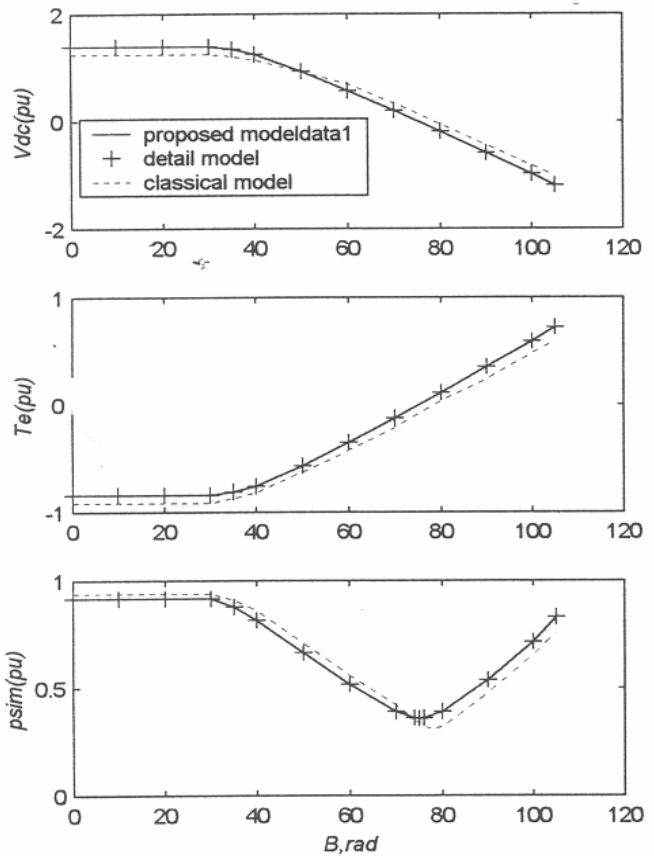 2
Vdc(pu)
0
proposed modeldata1
detail model
classical model
-2
0 20 40 60 80 100 120
1
Te(pu)
0
-1
0 20 40 60 80 100 120
1
psim(pu)
0.5
0
0 20 40 60 80 100 120
B,rad